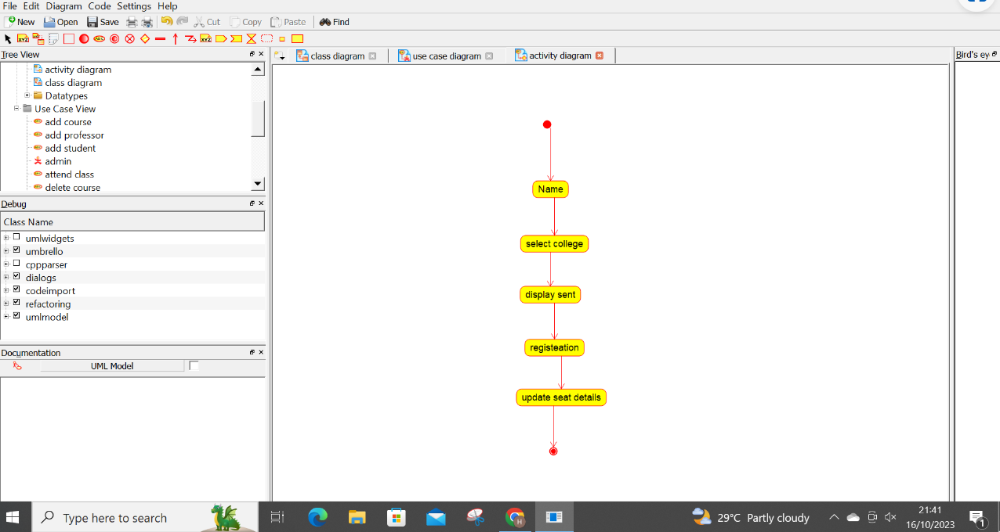 File Edit Diagram Code Settings Help
New Open Save Cut Copy Paste Find
XYZ ABC XYZ
Tree View
class diagram use case diagram activity diagram
Bird's ey
activity diagram
class diagram
Datatypes
Use Case View
add course
add professor
add student
admin
attend class
delete course
Debug
Class Name
umlwidgets
umbrello
cppparser
dialogs
codeimport
refactoring
umlmodel
Documentation
UML Model
Name
select college
display sent
registeation
update seat details
Type here to search
H
29°C Partly cloudy
21:41
16/10/2023
1